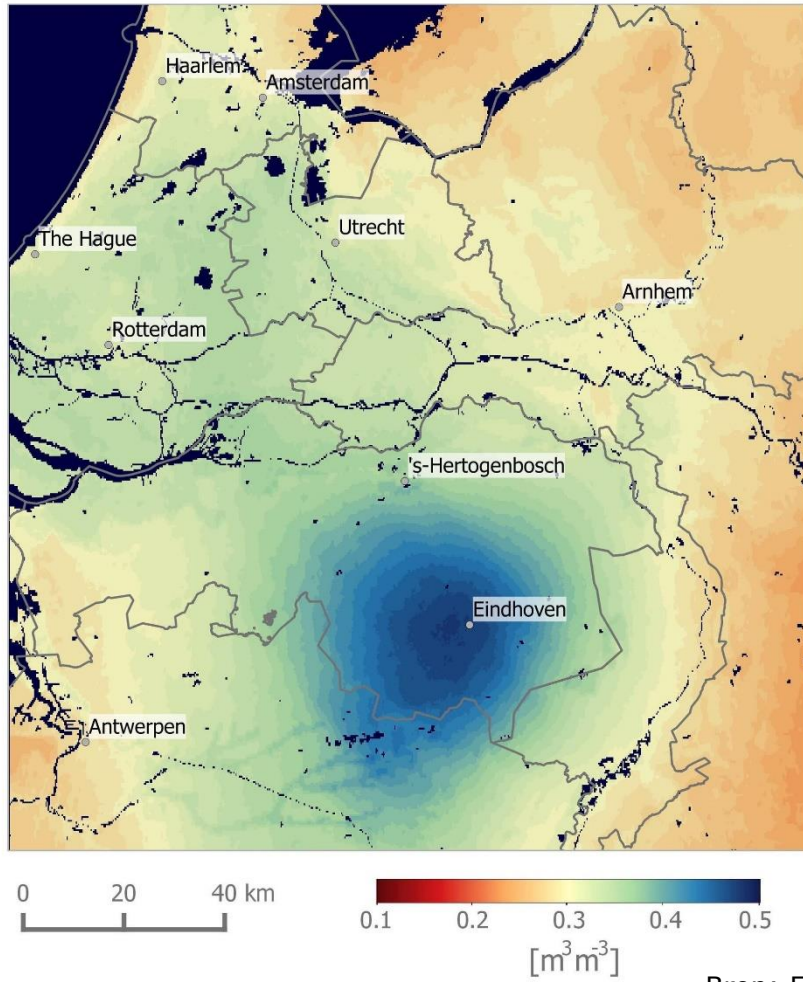 Haarlem
Amsterdam
The Hague
Utrecht
Arnhem
Rotterdam
's-Hertogenbosch
Eindhoven
Antwerpen
0 20 40 km
0.1 0.2 0.3 0.4 0.5
[m³m⁻³]